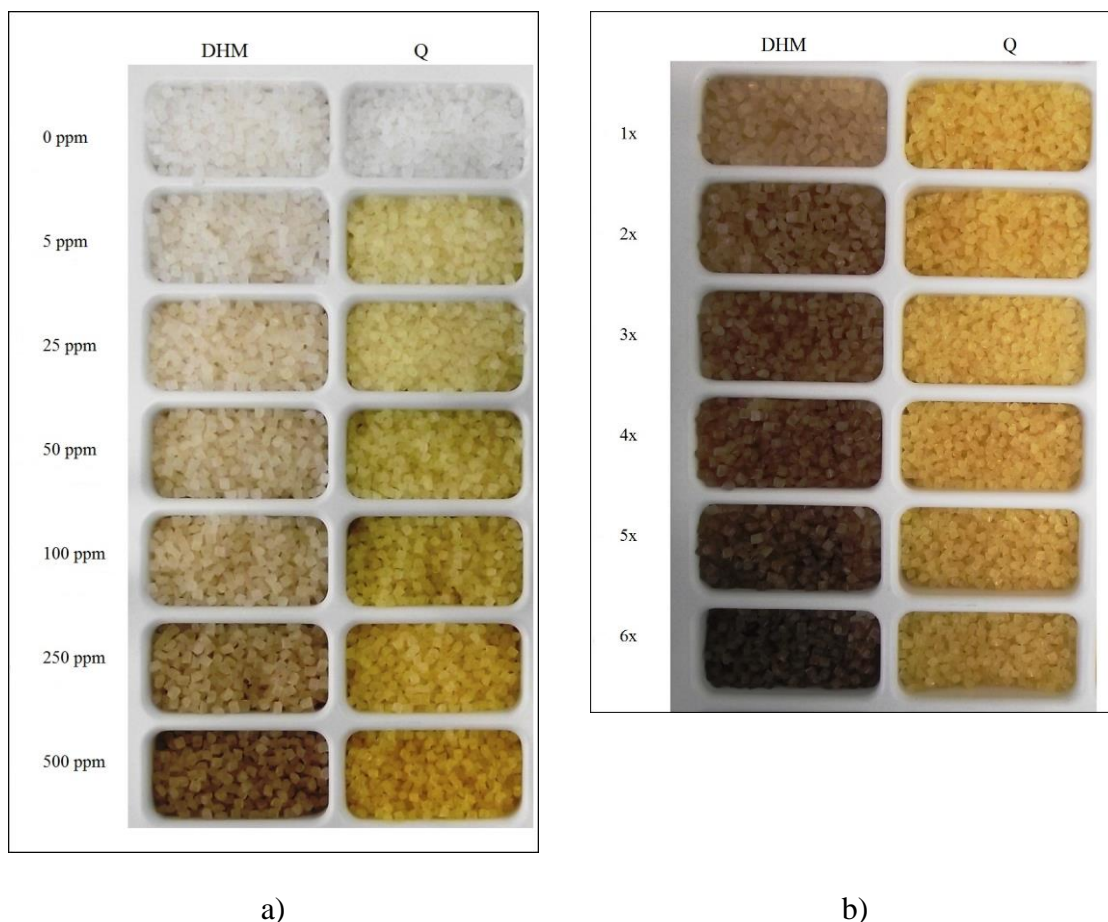 DHM Q
0 ppm
5 ppm
25 ppm
50 ppm
100 ppm
250 ppm
500 ppm
a)
DHM Q
1x
2x
3x
4x
5x
6x
b)